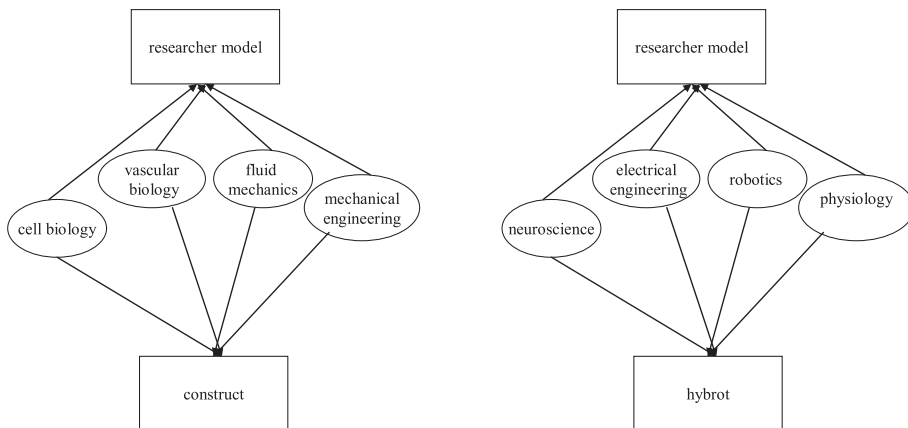 researcher model
vascular
biology
fluid
mechanics
cell biology
mechanical
engineering
construct
researcher model
electrical
engineering
robotics
neuroscience
physiology
hybrot